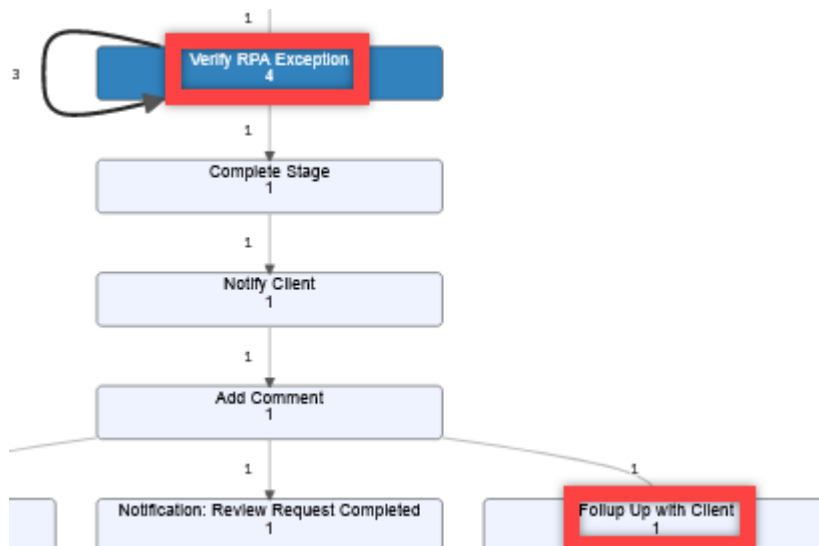 1
Verify RPA Exception
4
3
1
Complete Stage
1
1
Notify Client
1
1
Add Comment
1
1
1
Notification: Review Request Completed
1
Follup Up with Client
1